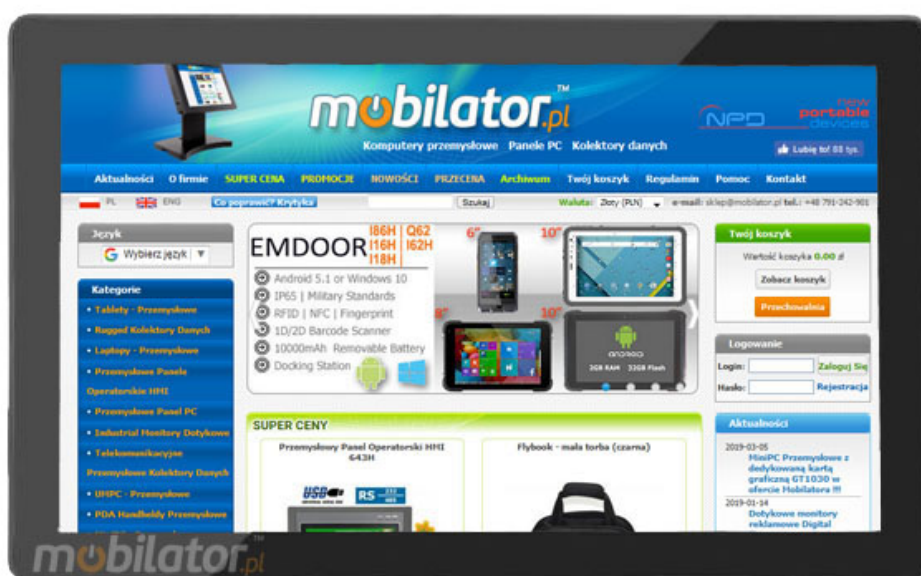 mobilator.pl™
NPD new portable devices
Komputery przemysłowe Panele PC Kolektory danych
Lubię to! 88 tys.
Aktualności O firmie SUPER CENA PROMOCJE NOWOŚCI PRZECENA Archiwum Twój koszyk Regulamin Pomoc Kontakt
PL ENG Co poprawić? Krytyka Szukaj Waluta: Złoty (PLN) e-mail: sklep@mobilator.pl tel.: +48 791-242-901
Język
Wybierz język
Kategorie
Tablety - Przemysłowe
Rugged Kolektory Danych
Laptopy - Przemysłowe
Przemysłowe Panele
Operatorskie HMI
Przemysłowe Panel PC
Industrial Monitory Dotykowe
Telekomunikacyjne
Przemysłowe Kolektory Danych
UMPC - Przemysłowe
PDA Handheldy Przemysłowe
EMDOOR
I86H Q62
I16H I62H
I18H
Android 5.1 or Windows 10
IP65 | Military Standards
RFID | NFC | Fingerprint
1D/2D Barcode Scanner
10000mAh Removable Battery
Docking Station
6"
10"
8"
10"
android
2GB RAM 32GB Flash
SUPER CENY
Przemysłowy Panel Operatorski HMI
643H
USB
RS 232 485
Flybook - mała torba (czarna)
Twój koszyk
Wartość koszyka 0.00 zł
Zobacz koszyk
Przechowalnia
Logowanie
Login: Zaloguj Się
Hasło: Rejestracja
Aktualności
2019-03-05
MiniPC Przemysłowe z
dedykowaną kartą
graficzną GT1030 w
ofercie Mobilatora !!!
2019-01-14
Dotykowe monitory
reklamowe Digital
mobilator.pl™